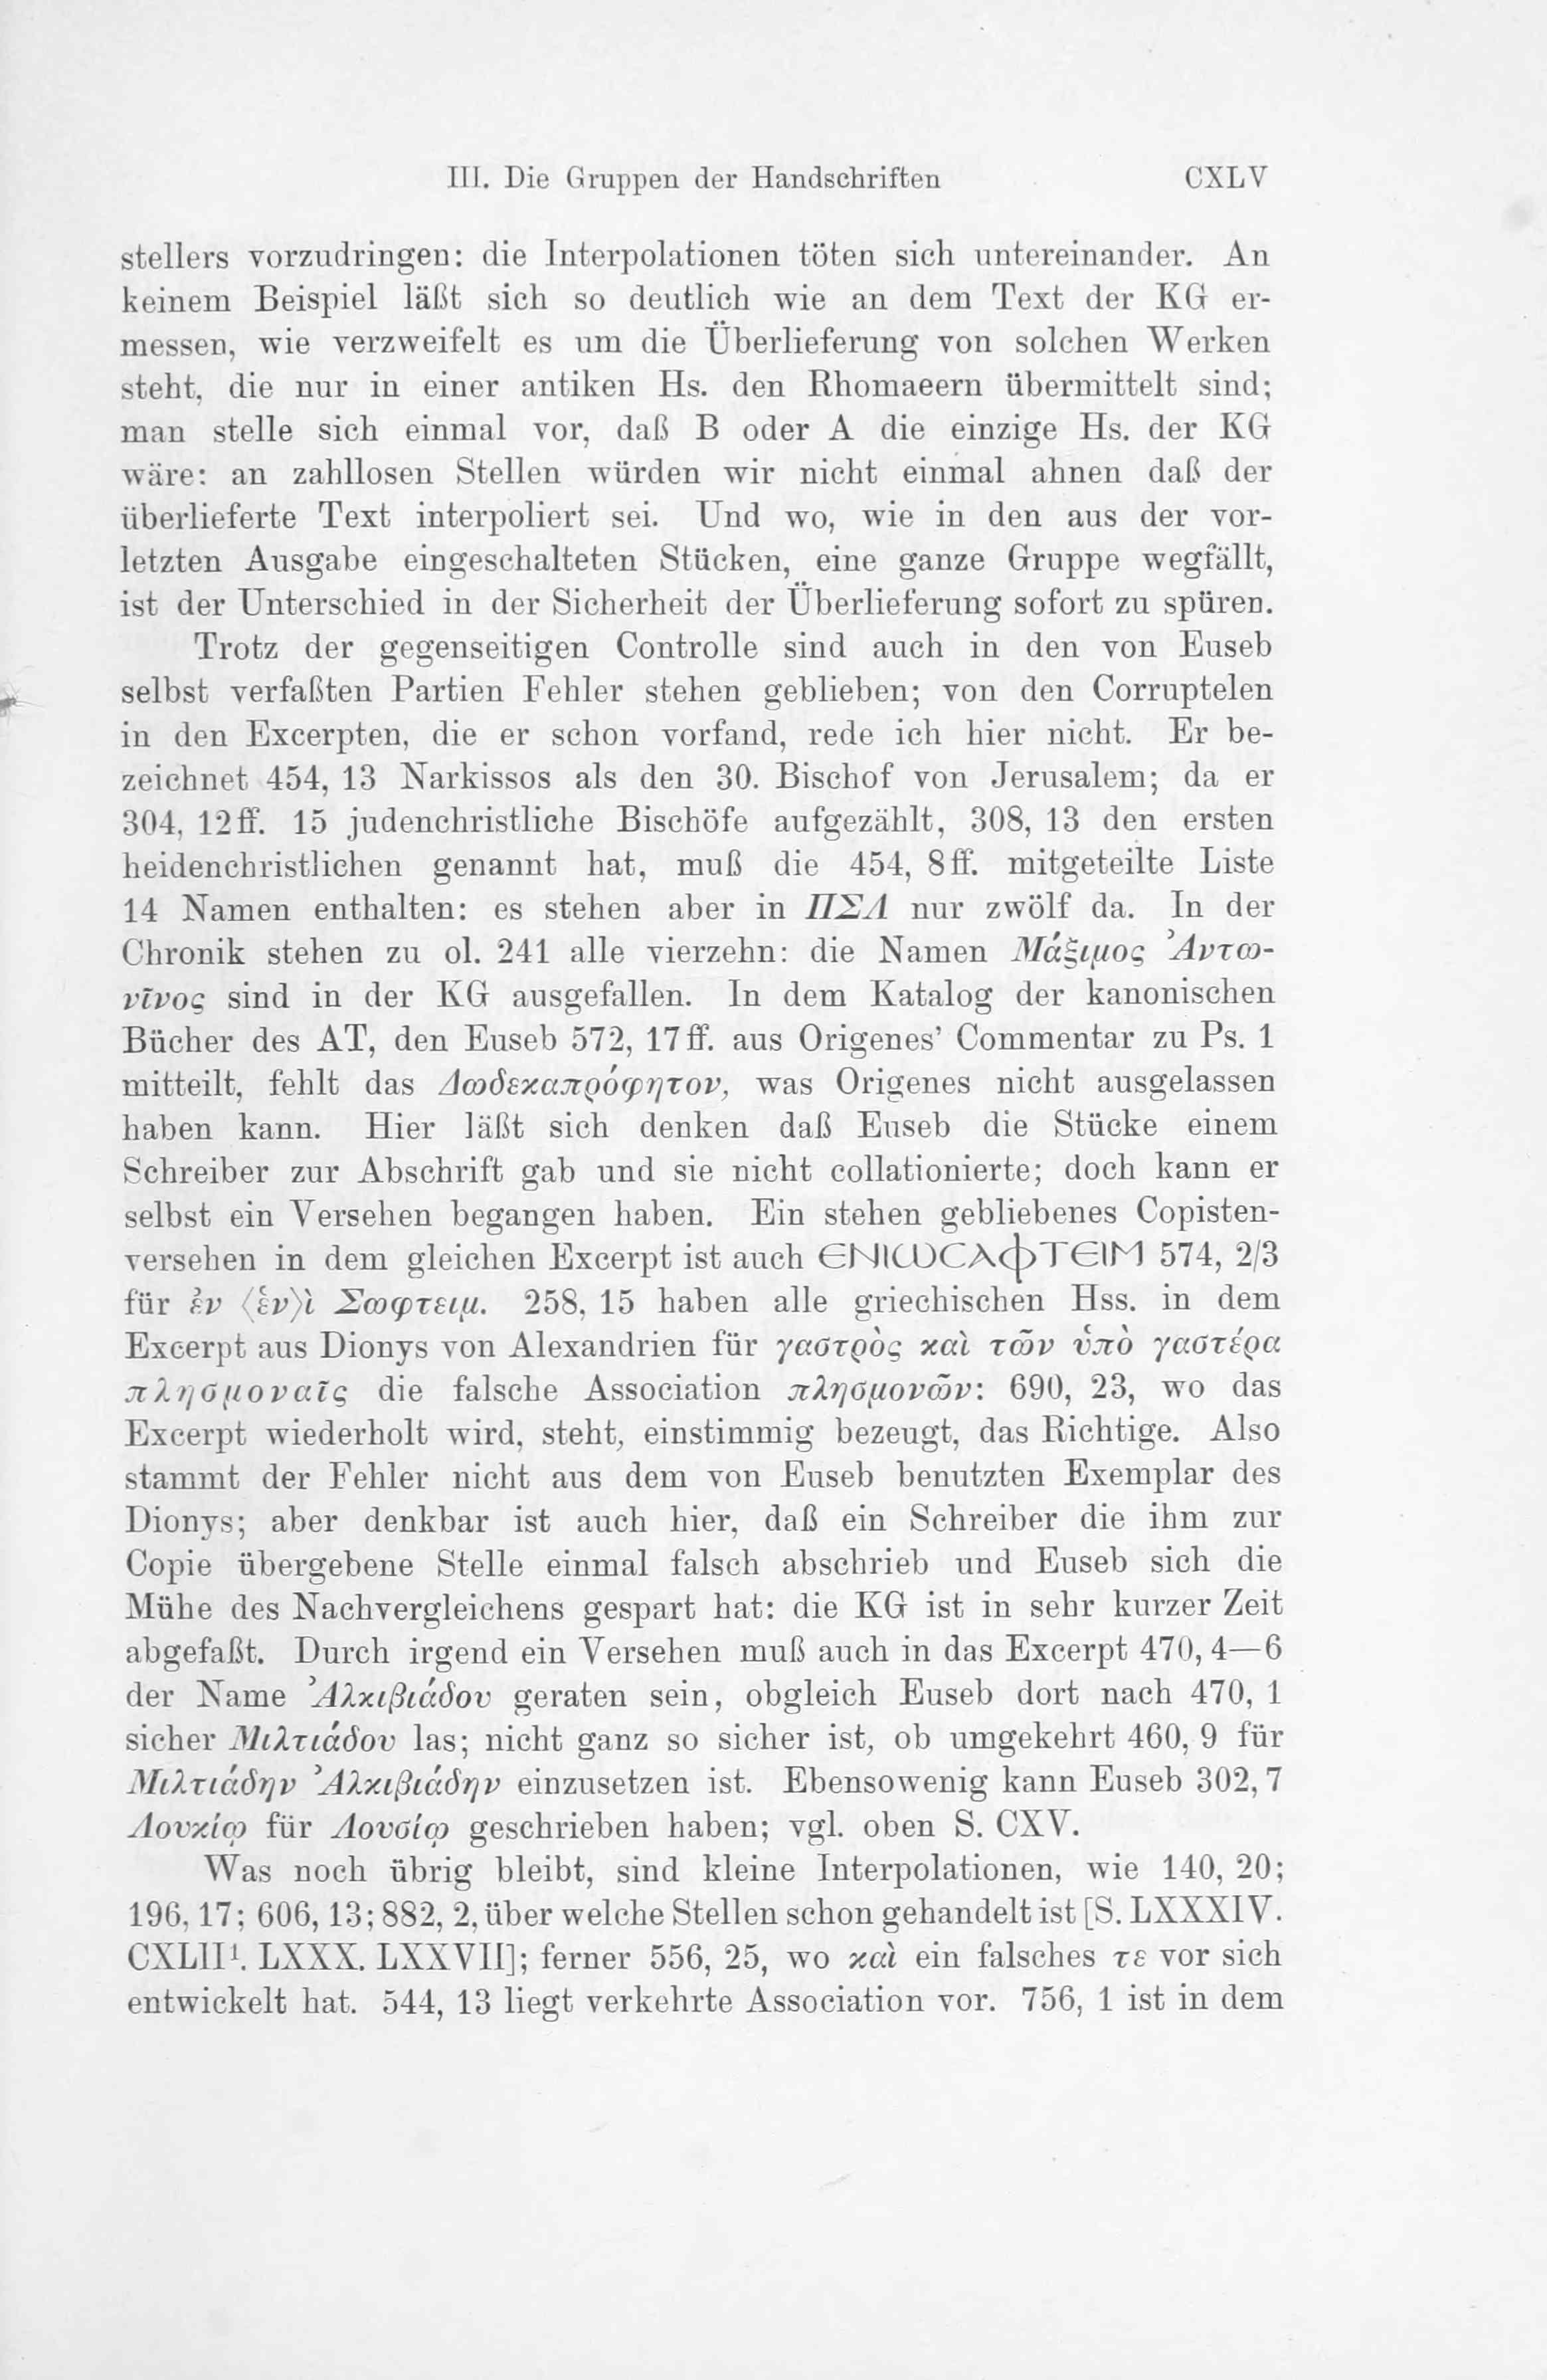 III. Die Gruppen der Handschriften CXLV
stellers vorzudringen: die Interpolationen töten sich untereinander. An
keinem Beispiel läßt sich so deutlich wie an dem Text der KG er-
messen, wie verzweifelt es um die Überlieferung von solchen Werken
steht, die nur in einer antiken Hs. den Rhomaeern übermittelt sind;
man stelle sich einmal vor, daß B oder A die einzige Hs. der KG
wäre: an zahllosen Stellen würden wir nicht einmal ahnen daß der
überlieferte Text interpoliert sei. Und wo, wie in den aus der vor-
letzten Ausgabe eingeschalteten Stücken, eine ganze Gruppe wegfällt,
ist der Unterschied in der Sicherheit der Überlieferung sofort zu spüren.
Trotz der gegenseitigen Controlle sind auch in den von Euseb
selbst verfaßten Partien Fehler stehen geblieben; von den Corruptelen
in den Excerpten, die er schon vorfand, rede ich hier nicht. Er be-
zeichnet 454, 13 Narkissos als den 30. Bischof von Jerusalem; da er
304, 12 ff. 15 judenchristliche Bischöfe aufgezählt, 308, 13 den ersten
heidenchristlichen genannt hat, muß die 454, 8 ff. mitgeteilte Liste
14 Namen enthalten: es stehen aber in ΠΣΛ nur zwölf da. In der
Chronik stehen zu ol. 241 alle vierzehn: die Namen Μάξιμος Ἀντω-
νῖνος sind in der KG ausgefallen. In dem Katalog der kanonischen
Bücher des AT, den Euseb 572, 17 ff. aus Origenes' Commentar zu Ps. 1
mitteilt, fehlt das Δωδεκαπρόφητον, was Origenes nicht ausgelassen
haben kann. Hier läßt sich denken daß Euseb die Stücke einem
Schreiber zur Abschrift gab und sie nicht collationierte; doch kann er
selbst ein Versehen begangen haben. Ein stehen gebliebenes Copisten-
versehen in dem gleichen Excerpt ist auch ЄΝΙѠϹΑΦΤЄΙΜ 574, 2/3
für ἐν ⟨ἑν⟩ὶ Σωφτειμ. 258, 15 haben alle griechischen Hss. in dem
Excerpt aus Dionys von Alexandrien für γαστρὸς καὶ τῶν ὑπὸ γαστέρα
πλησμοναῖς die falsche Association πλησμονῶν: 690, 23, wo das
Excerpt wiederholt wird, steht, einstimmig bezeugt, das Richtige. Also
stammt der Fehler nicht aus dem von Euseb benutzten Exemplar des
Dionys; aber denkbar ist auch hier, daß ein Schreiber die ihm zur
Copie übergebene Stelle einmal falsch abschrieb und Euseb sich die
Mühe des Nachvergleichens gespart hat: die KG ist in sehr kurzer Zeit
abgefaßt. Durch irgend ein Versehen muß auch in das Excerpt 470, 4—6
der Name Ἀλκιβιάδου geraten sein, obgleich Euseb dort nach 470, 1
sicher Μιλτιάδου las; nicht ganz so sicher ist, ob umgekehrt 460, 9 für
Μιλτιάδην Ἀλκιβιάδην einzusetzen ist. Ebensowenig kann Euseb 302, 7
Λουκίῳ für Λουσίῳ geschrieben haben; vgl. oben S. CXV.
Was noch übrig bleibt, sind kleine Interpolationen, wie 140, 20;
196, 17; 606, 13; 882, 2, über welche Stellen schon gehandelt ist [S. LXXXIV.
CXLII¹. LXXX. LXXVII]; ferner 556, 25, wo καὶ ein falsches τε vor sich
entwickelt hat. 544, 13 liegt verkehrte Association vor. 756, 1 ist in dem